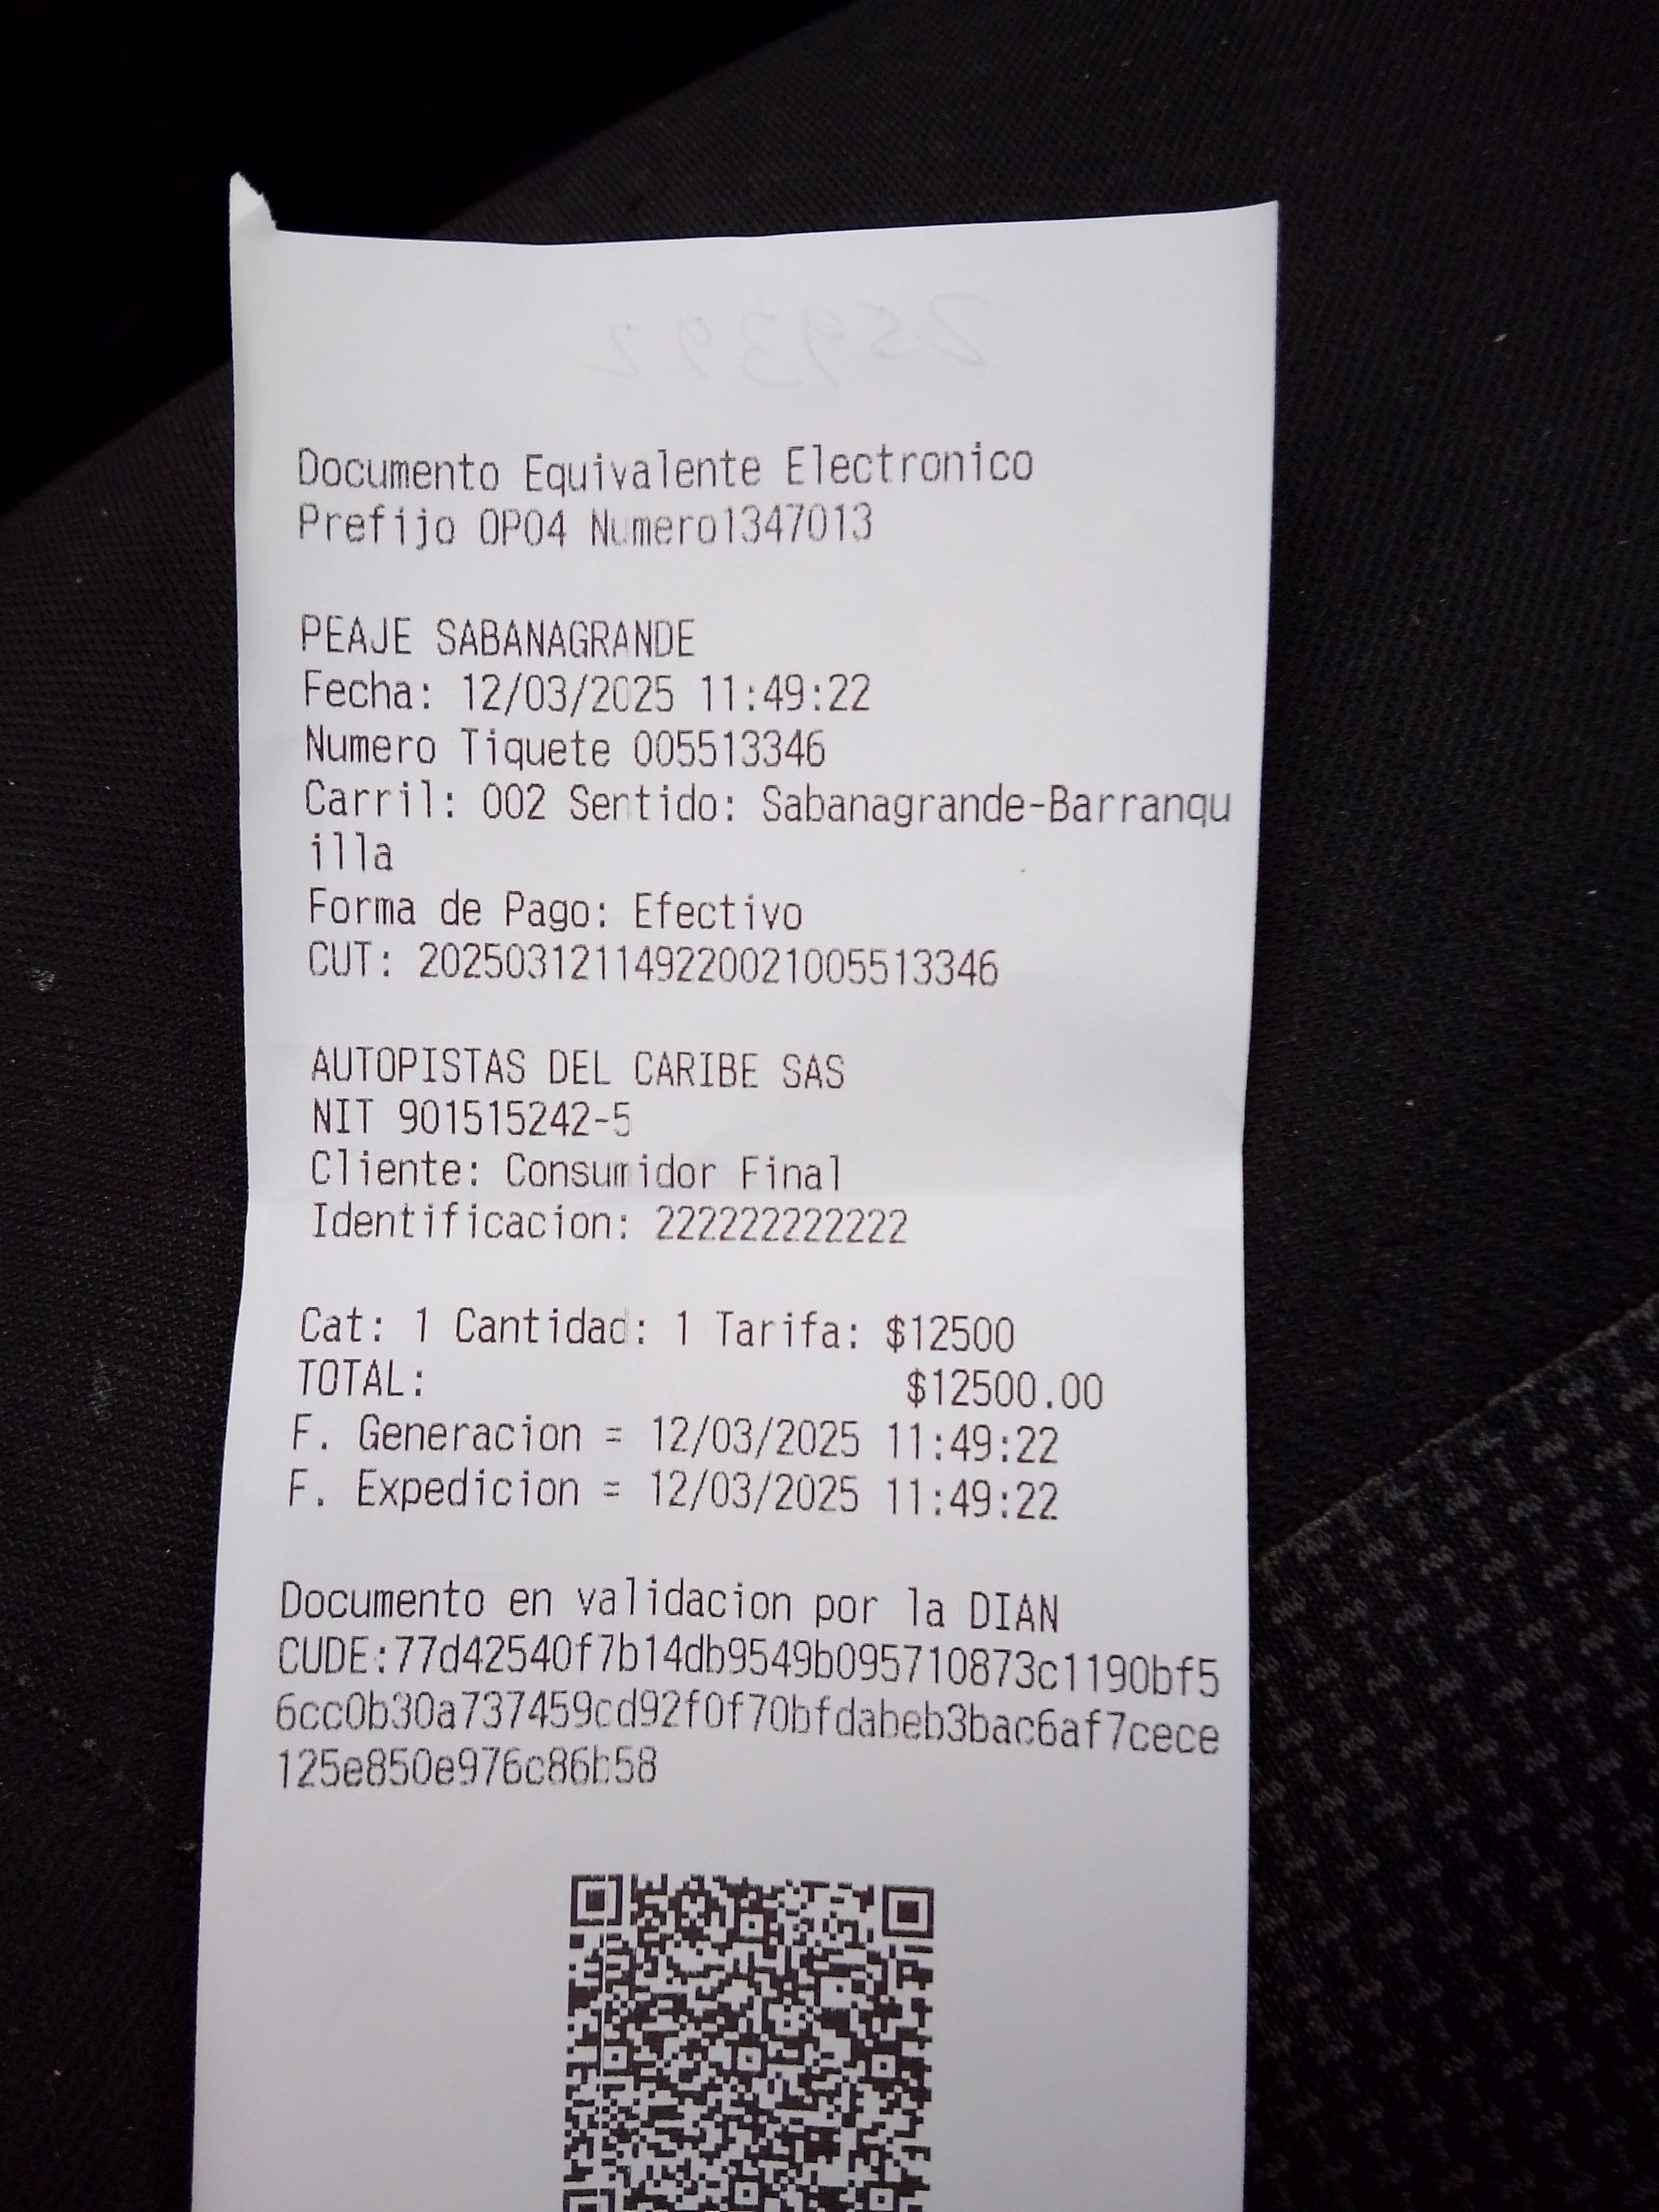 Documento Equivalente Electronico
Prefijo OP04 Numero1347013
PEAJE SABANAGRANDE
Fecha: 12/03/2025 11:49:22
Numero Tiquete 005513346
Carril: 002 Sentido: Sabanagrande-Barranqu
illa
Forma de Pago: Efectivo
CUT: 202503121149220021005513346
AUTOPISTAS DEL CARIBE SAS
NIT 901515242-5
Cliente: Consumidor Final
Identificacion: 222222222222
Cat: 1 Cantidad: 1 Tarifa: $12500
TOTAL: $12500.00
F. Generacion = 12/03/2025 11:49:22
F. Expedicion = 12/03/2025 11:49:22
Documento en validacion por la DIAN
CUDE:77d42540f7b14db9549b095710873c1190bf5
6cc0b30a737459cd92f0f70bfdabeb3bac6af7cece
125e850e976c86b58